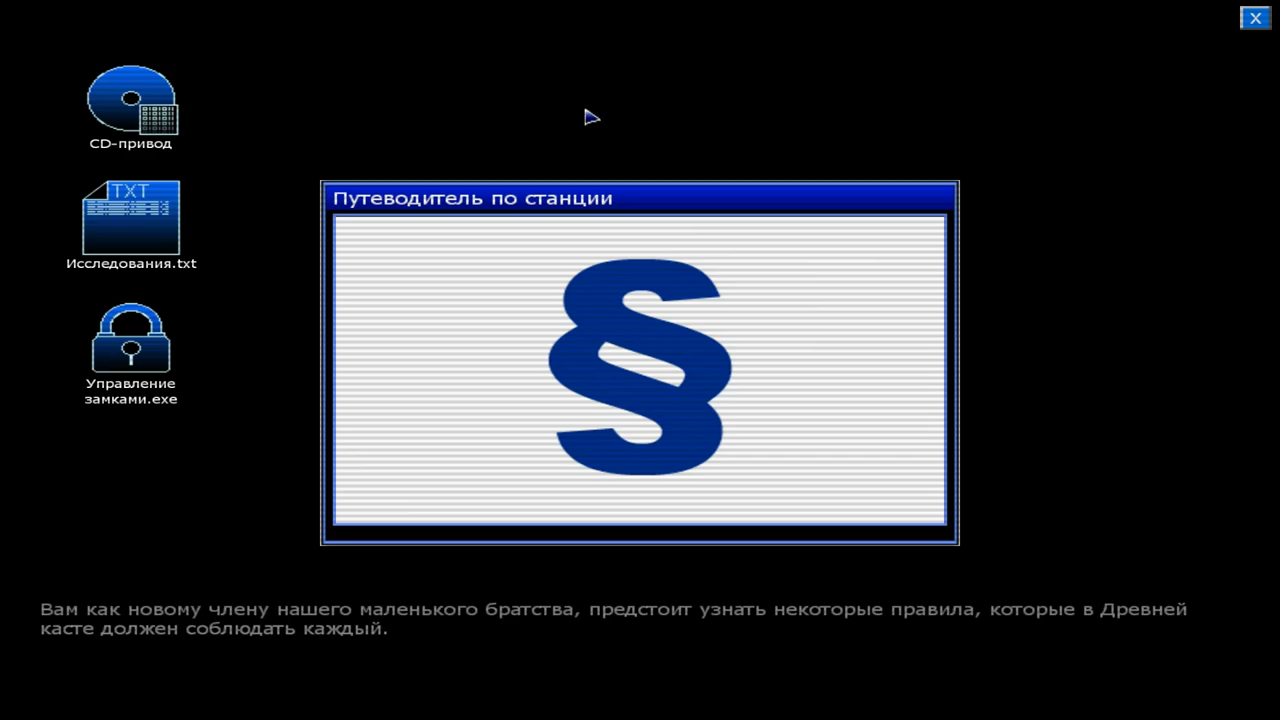 X
CD-привод
TXT
Исследования.txt
Управление
замками.exe
Путеводитель по станции
§
Вам как новому члену нашего маленького братства, предстоит узнать некоторые правила, которые в Древней
касте должен соблюдать каждый.